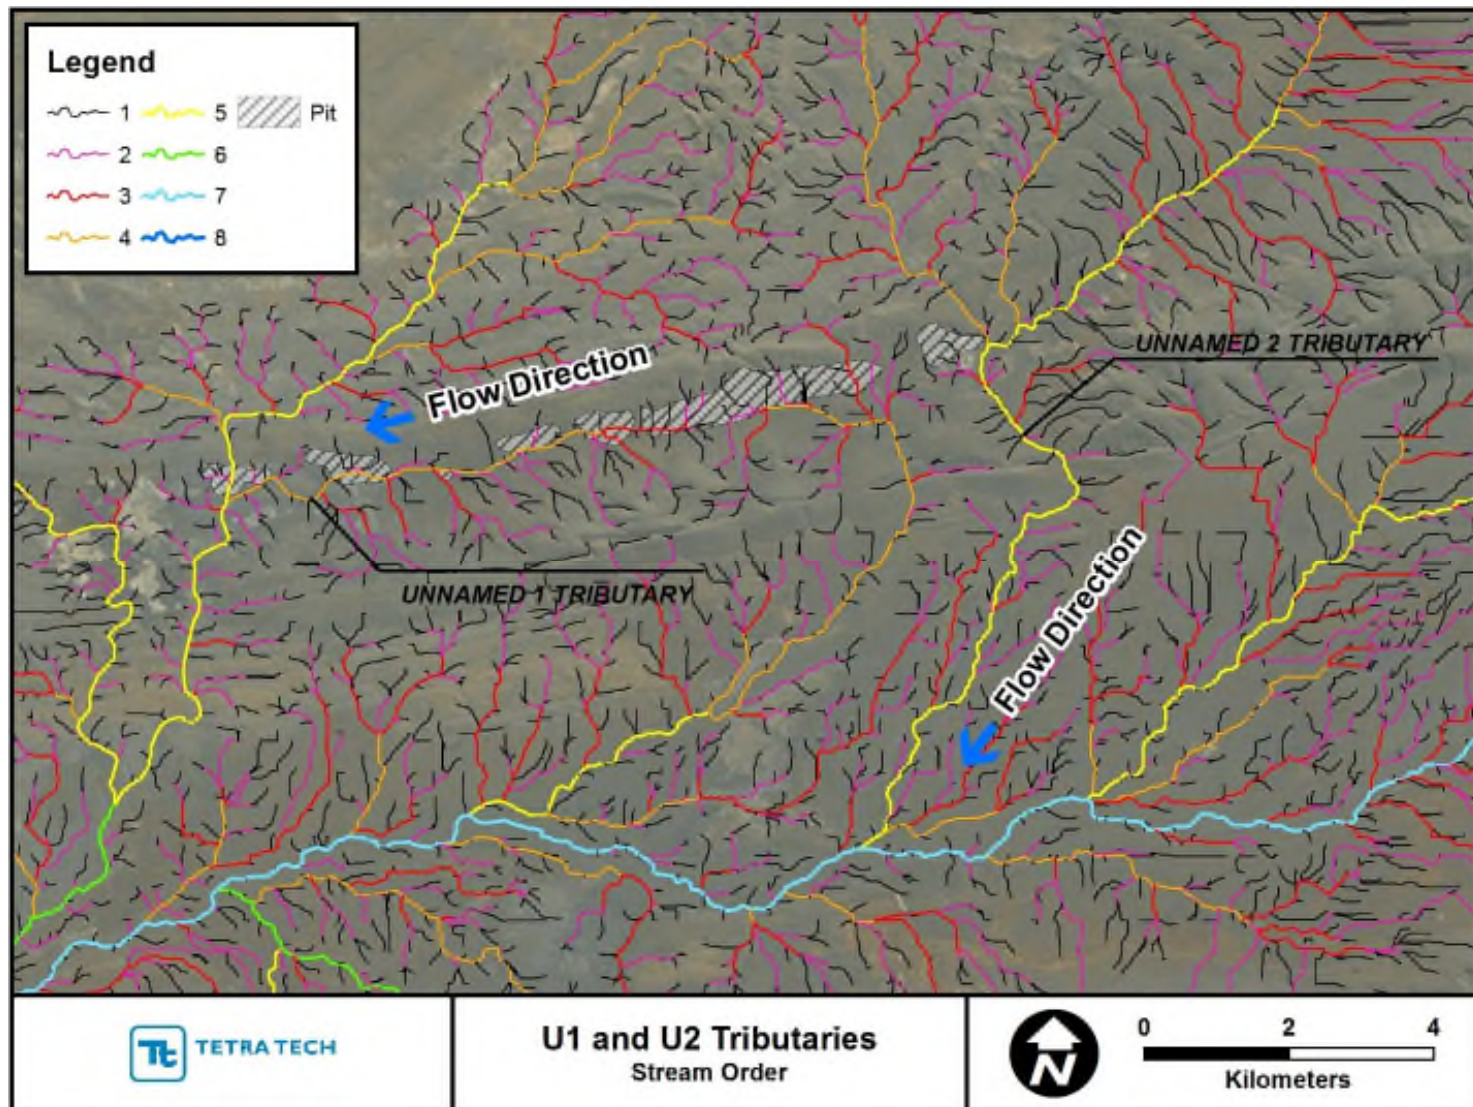 Legend
1
5
Pit
2
6
3
7
4
8
Flow Direction
UNNAMED 2 TRIBUTARY
UNNAMED 1 TRIBUTARY
Flow Direction
Tt TETRA TECH
U1 and U2 Tributaries
Stream Order
N
0 2 4
Kilometers